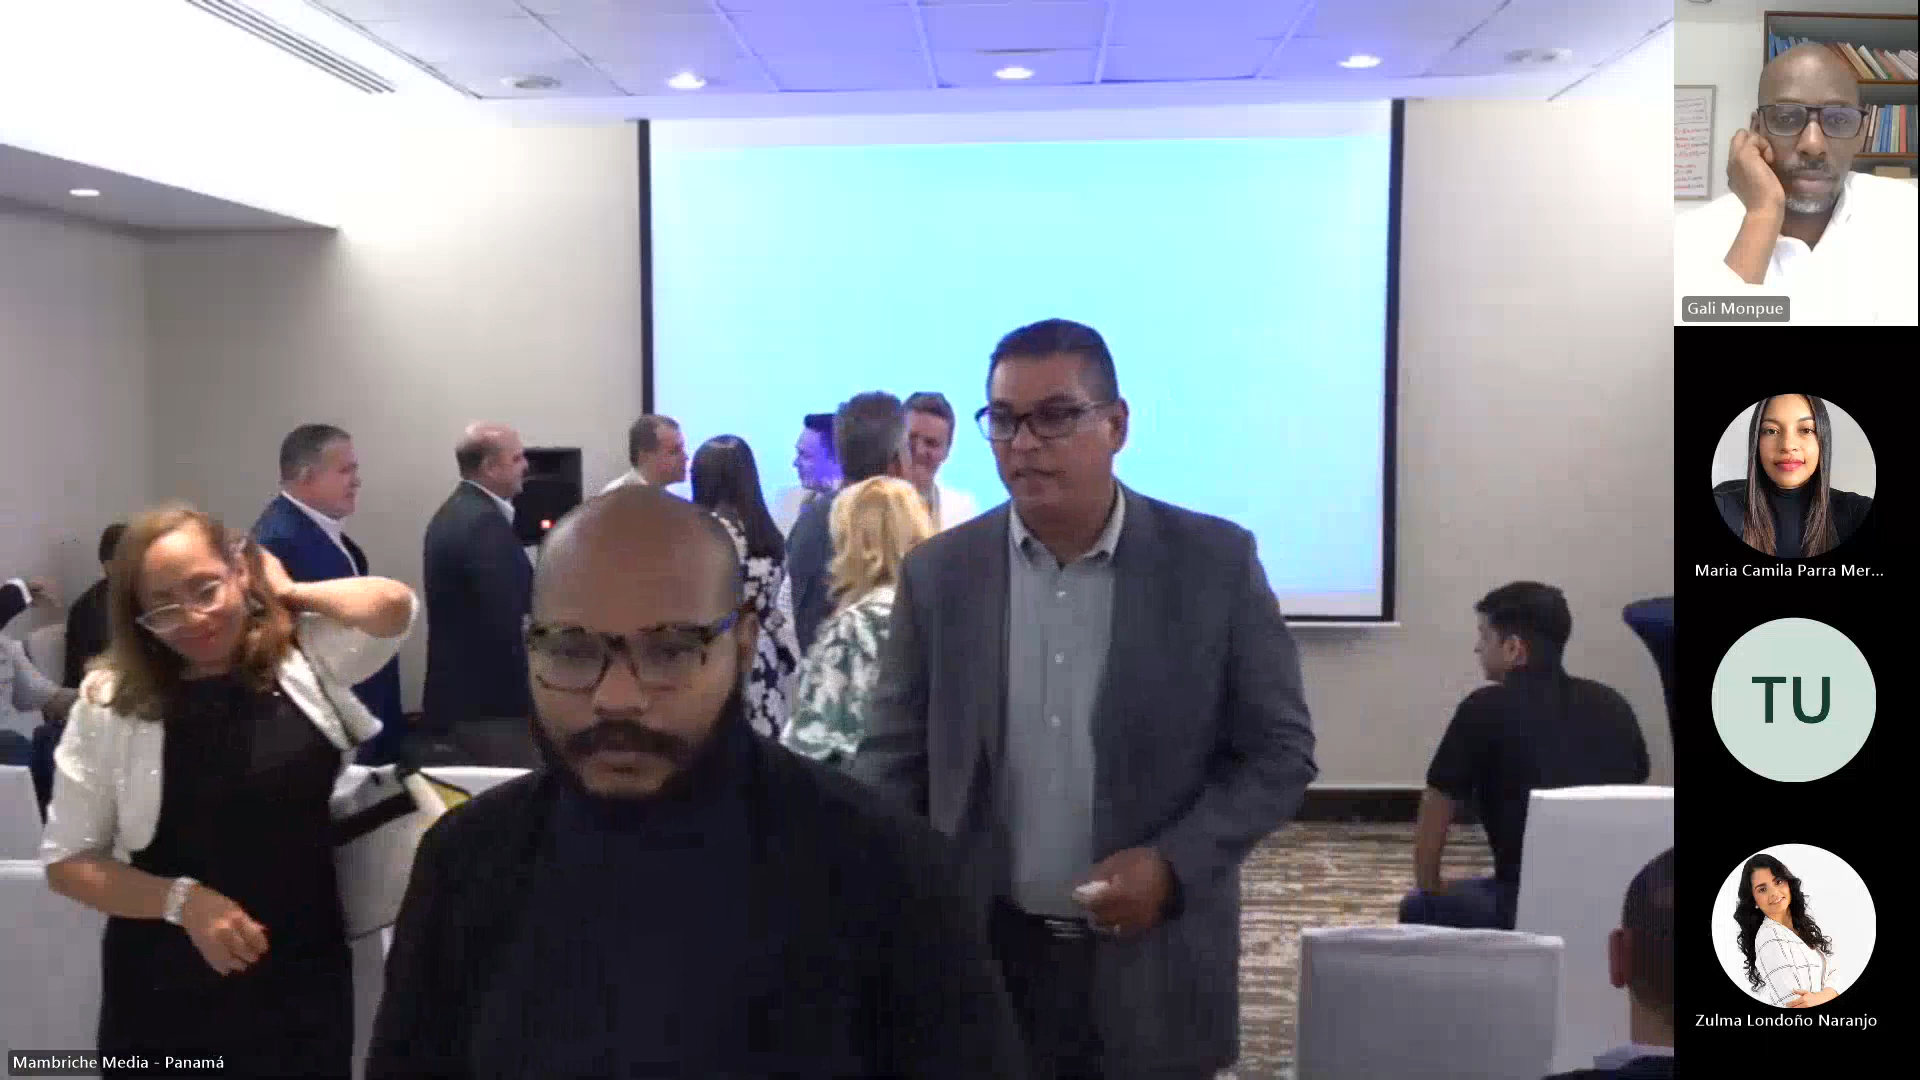 Gali Monpue
Maria Camila Parra Mer...
TU
Zulma Londoño Naranjo
Mambriche Media - Panamá